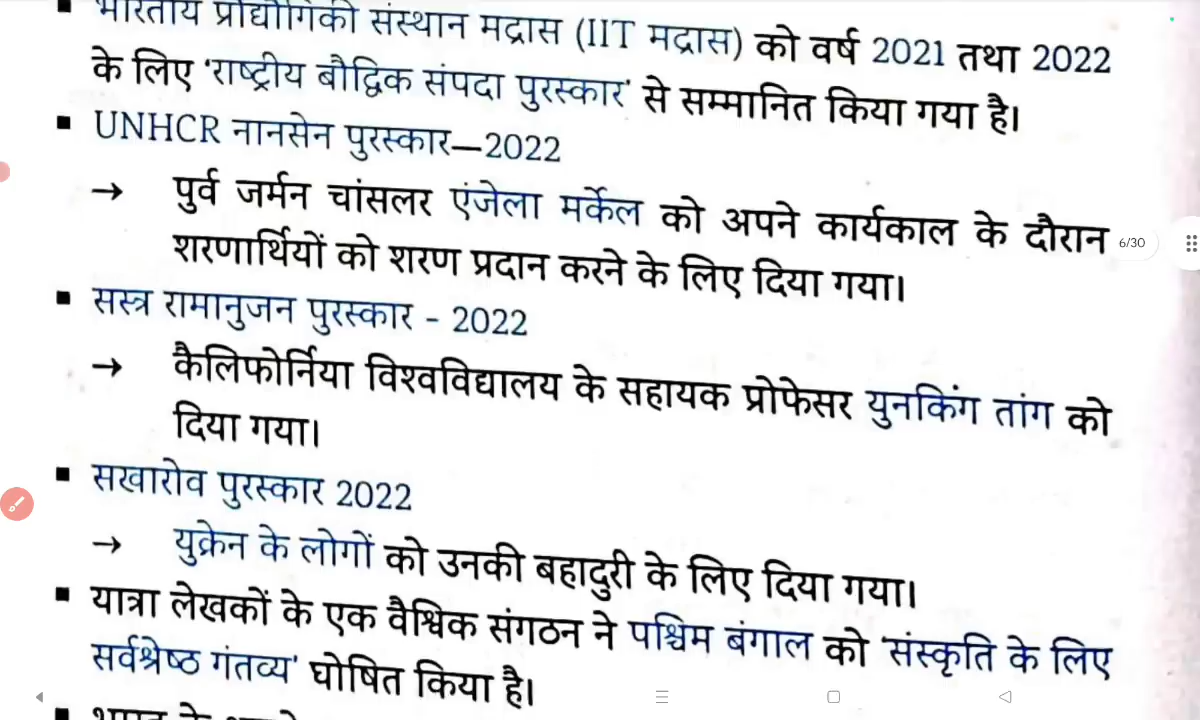 भारतीय प्रौद्योगिकी संस्थान मद्रास (IIT मद्रास) को वर्ष 2021 तथा 2022
के लिए 'राष्ट्रीय बौद्धिक संपदा पुरस्कार' से सम्मानित किया गया है।
UNHCR नानसेन पुरस्कार—2022
→ पुर्व जर्मन चांसलर एंजेला मर्केल को अपने कार्यकाल के दौरान
6/30
शरणार्थियों को शरण प्रदान करने के लिए दिया गया।
सस्त्र रामानुजन पुरस्कार - 2022
→ कैलिफोर्निया विश्वविद्यालय के सहायक प्रोफेसर युनकिंग तांग को
दिया गया।
सखारोव पुरस्कार 2022
→ युक्रेन के लोगों को उनकी बहादुरी के लिए दिया गया।
यात्रा लेखकों के एक वैश्विक संगठन ने पश्चिम बंगाल को 'संस्कृति के लिए
सर्वश्रेष्ठ गंतव्य' घोषित किया है।